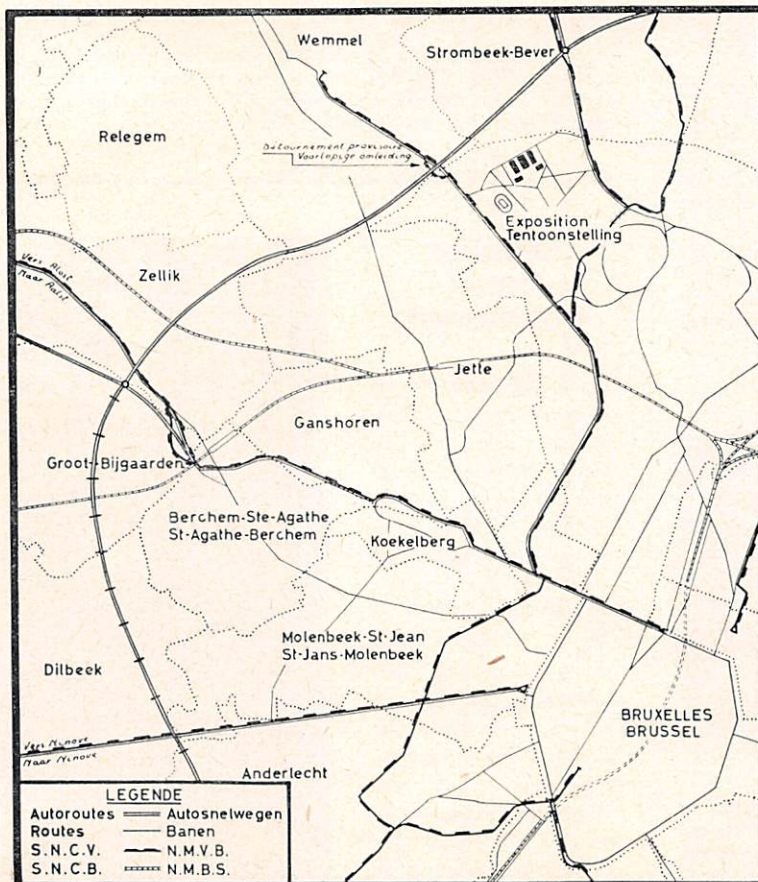 Wemmel
Strombeek-Bever
Relegem
Détournement provisoire
Voorlopige omleiding
Exposition
Tentoonstelling
Vers Alost
Naar Aalst
Zellik
Jette
Ganshoren
Groot-Bijgaarden
Berchem-Ste-Agathe
St-Agathe-Berchem
Koekelberg
Molenbeek-St-Jean
St-Jans-Molenbeek
Dilbeek
BRUXELLES
BRUSSEL
Vers Ninove
Naar Ninove
Anderlecht
LEGENDE
Autoroutes Autosnelwegen
Routes Banen
S.N.C.V. N.M.V.B.
S.N.C.B. N.M.B.S.